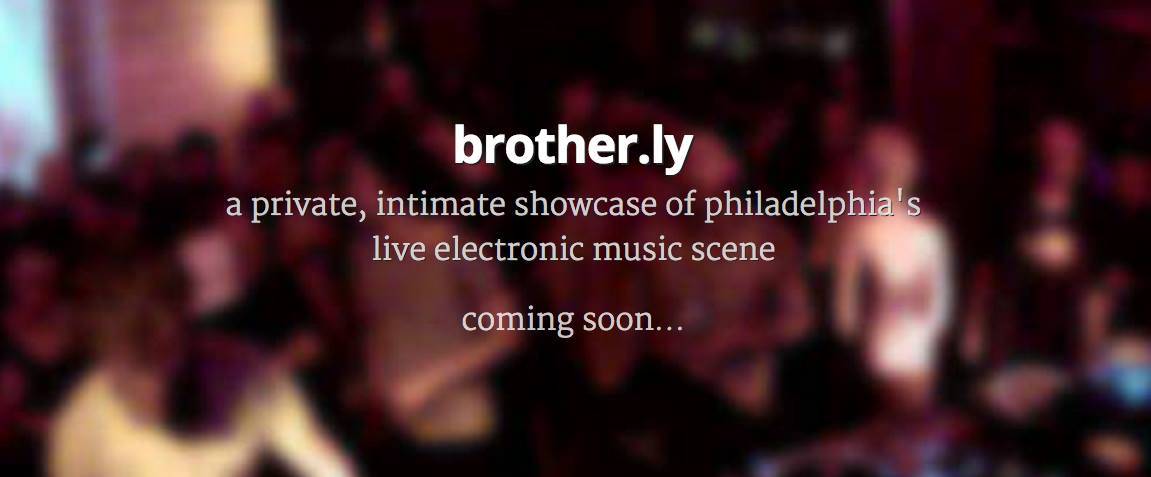 brother.ly
a private, intimate showcase of philadelphia's
live electronic music scene
coming soon...